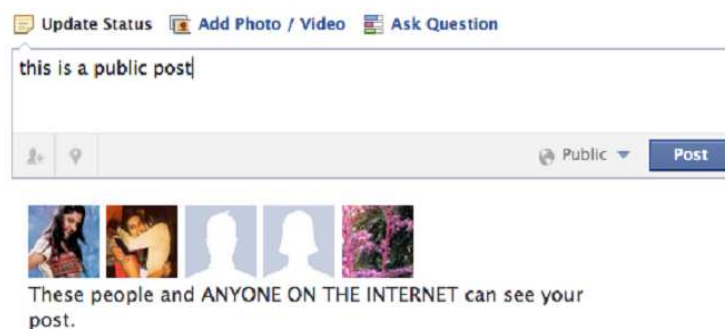 Update Status Add Photo / Video Ask Question
this is a public post
Public Post
These people and ANYONE ON THE INTERNET can see your
post.